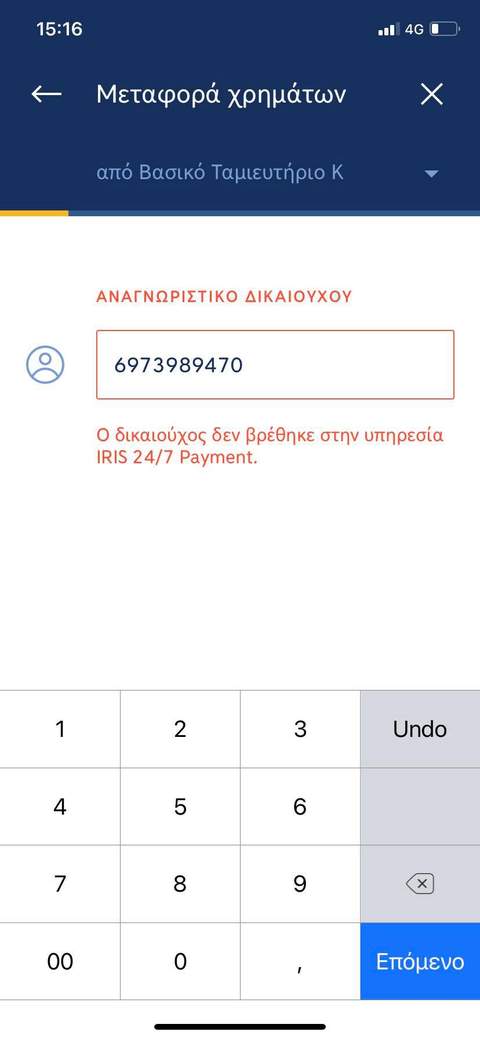 15:16
4G
Μεταφορά χρημάτων
από Βασικό Ταμιευτήριο Κ
ΑΝΑΓΝΩΡΙΣΤΙΚΟ ΔΙΚΑΙΟΥΧΟΥ
6973989470
Ο δικαιούχος δεν βρέθηκε στην υπηρεσία
IRIS 24/7 Payment.
1 2 3 Undo
4 5 6
7 8 9
00 0 , Επόμενο